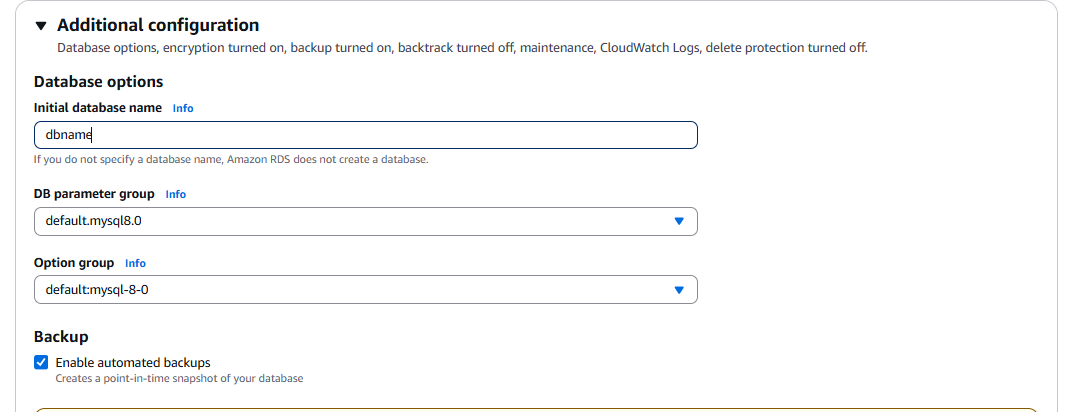 Additional configuration
Database options, encryption turned on, backup turned on, backtrack turned off, maintenance, CloudWatch Logs, delete protection turned off.
Database options
Initial database name Info
dbname
If you do not specify a database name, Amazon RDS does not create a database.
DB parameter group Info
default.mysql8.0
Option group Info
default:mysql-8-0
Backup
Enable automated backups
Creates a point-in-time snapshot of your database